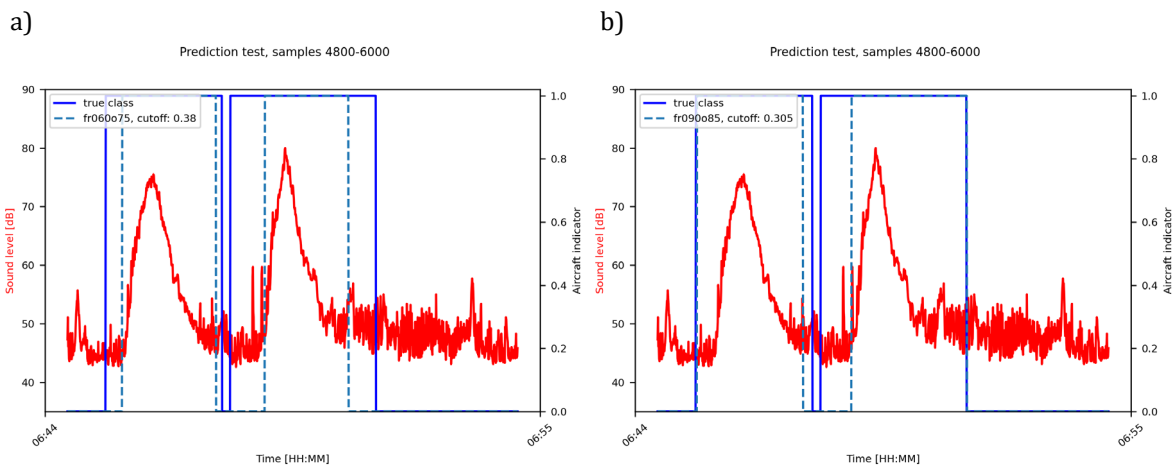 a)
Prediction test, samples 4800-6000
true class
fr060o75, cutoff: 0.38
90
80
70
60
50
40
Sound level [dB]
1.0
0.8
0.6
0.4
0.2
0.0
Aircraft indicator
06:44
06:55
Time [HH:MM]
b)
Prediction test, samples 4800-6000
true class
fr090o85, cutoff: 0.305
90
80
70
60
50
40
Sound level [dB]
1.0
0.8
0.6
0.4
0.2
0.0
Aircraft indicator
06:44
06:55
Time [HH:MM]